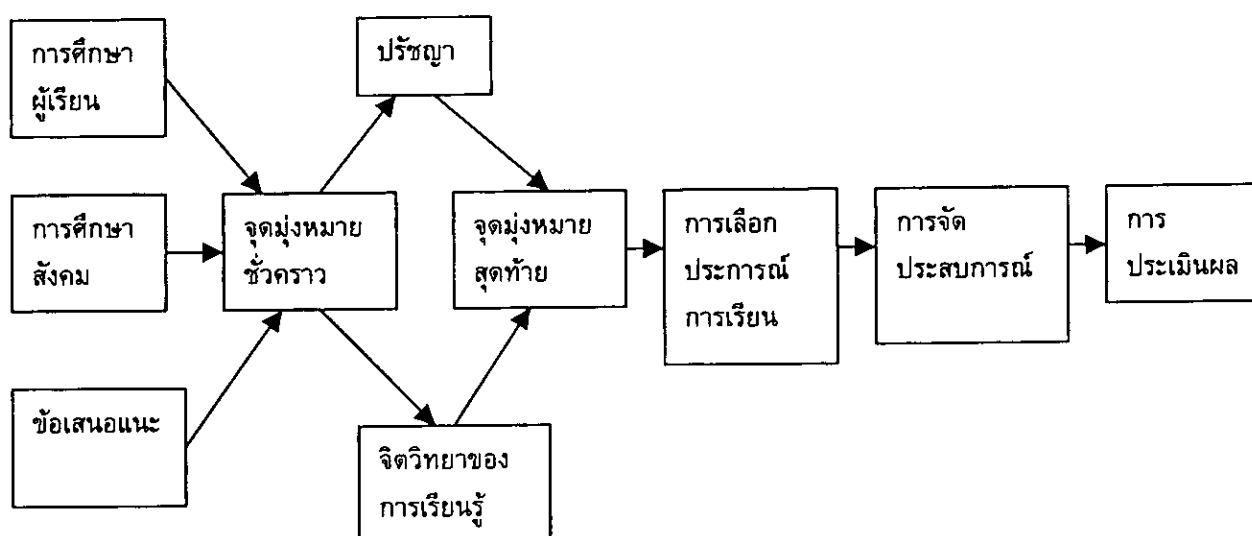 การศึกษา
ผู้เรียน
ปรัชญา
การศึกษา
สังคม
จุดมุ่งหมาย
ชั่วคราว
จุดมุ่งหมาย
สุดท้าย
การเลือก
ประการณ์
การเรียน
การจัด
ประสบการณ์
การ
ประเมินผล
ข้อเสนอแนะ
จิตวิทยาของ
การเรียนรู้